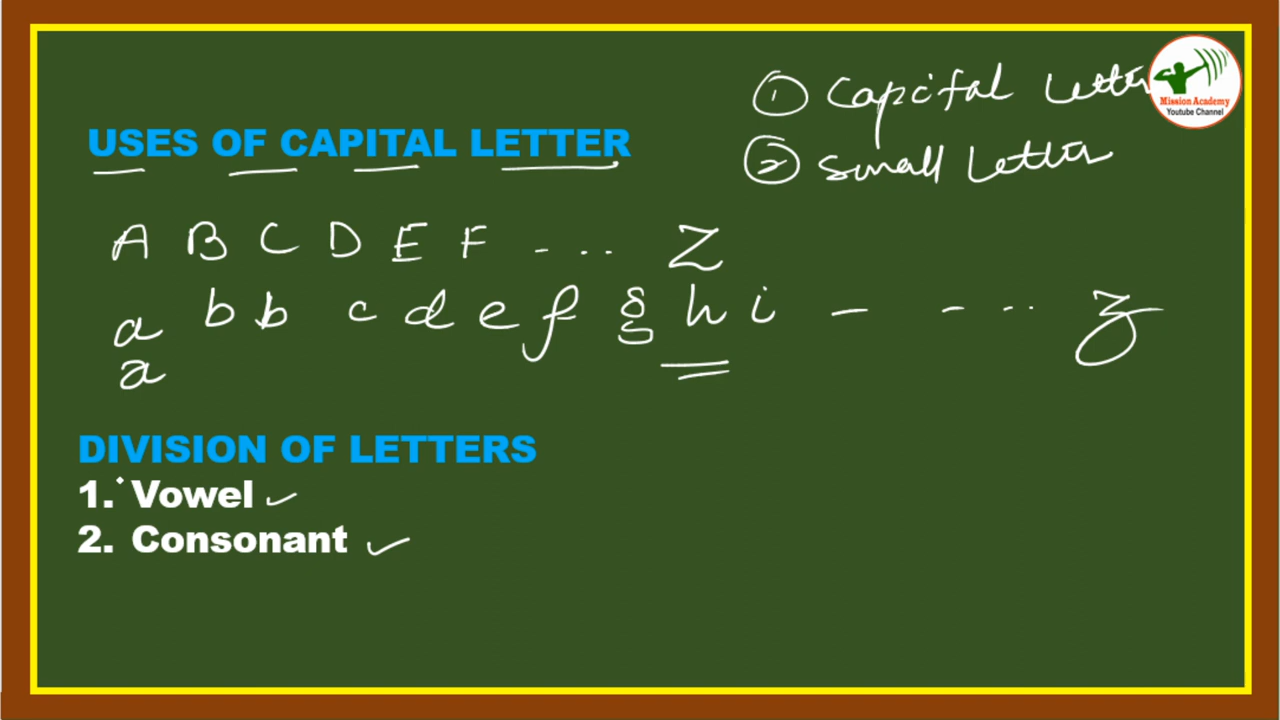 ① Capital Letter
Mission Academy
Youtube Channel
USES OF CAPITAL LETTER
② Small Letter
A B C D E F - ... Z
a b b c d e f g h i - - ... z
a
DIVISION OF LETTERS
1. Vowel ✓
2. Consonant ✓